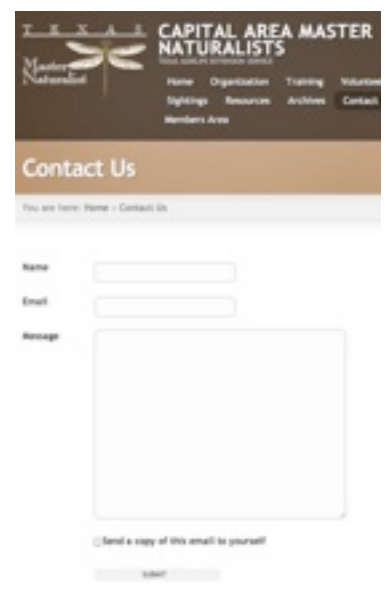 TEXAS
Master
Naturalist
CAPITAL AREA MASTER
NATURALISTS
TEXAS AGRILIFE EXTENSION SERVICE
Home Organization Training Voluntee
Sightings Resources Archives Contact
Members Area
Contact Us
You are here: Home › Contact Us
Name
Email
Message
Send a copy of this email to yourself
SUBMIT